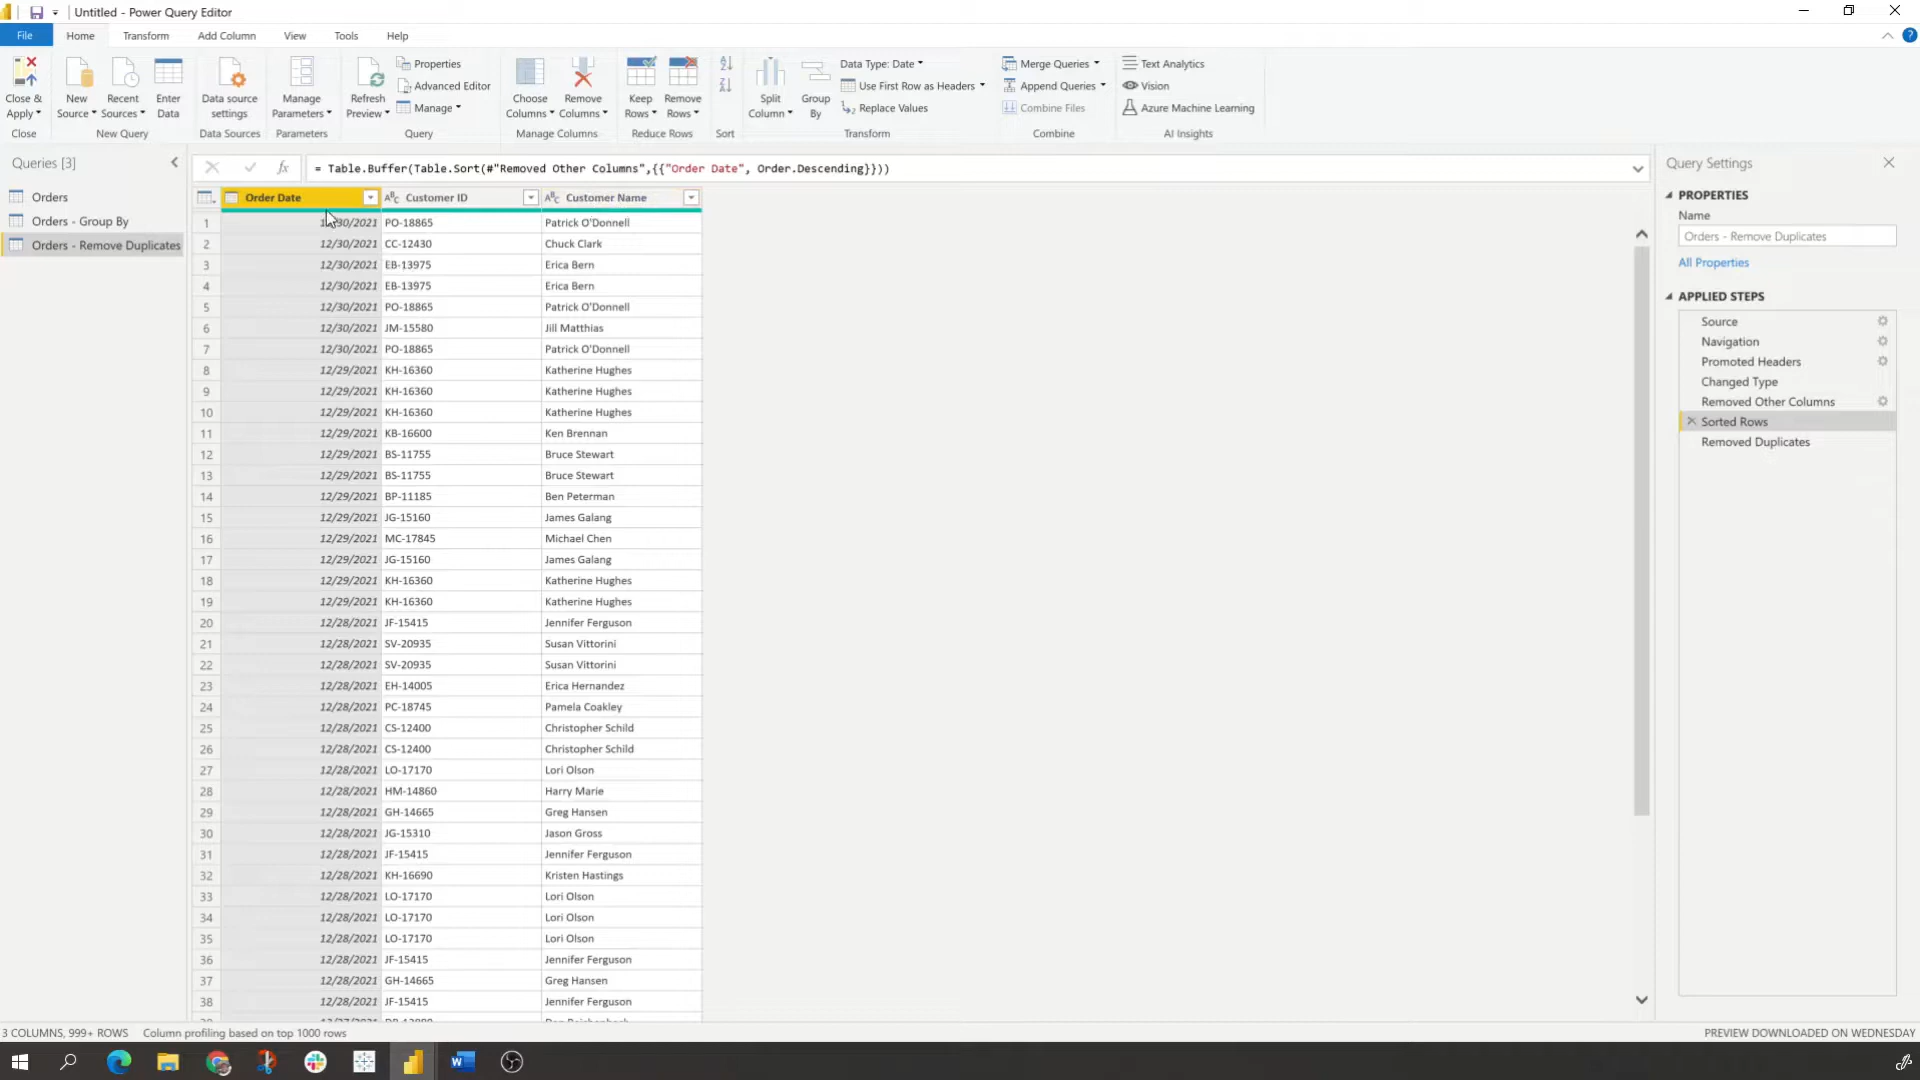 Untitled - Power Query Editor
File Home Transform Add Column View Tools Help
Close & Apply
New Source
Recent Sources
Enter Data
Data source settings
Manage Parameters
Refresh Preview
Properties
Advanced Editor
Manage
Choose Columns
Remove Columns
Keep Rows
Remove Rows
Split Column
Group By
Data Type: Date
Use First Row as Headers
Replace Values
Merge Queries
Append Queries
Combine Files
Text Analytics
Vision
Azure Machine Learning
Close New Query Data Sources Parameters Query Manage Columns Reduce Rows Sort Transform Combine AI Insights
Queries [3]
Orders
Orders - Group By
Orders - Remove Duplicates
= Table.Buffer(Table.Sort(#"Removed Other Columns",{{"Order Date", Order.Descending}}))
Order Date Customer ID Customer Name
1 PO-18865 Patrick O'Donnell
2 12/30/2021 CC-12430 Chuck Clark
3 12/30/2021 EB-13975 Erica Bern
4 12/30/2021 EB-13975 Erica Bern
5 12/30/2021 PO-18865 Patrick O'Donnell
6 12/30/2021 JM-15580 Jill Matthias
7 12/30/2021 PO-18865 Patrick O'Donnell
8 12/29/2021 KH-16360 Katherine Hughes
9 12/29/2021 KH-16360 Katherine Hughes
10 12/29/2021 KH-16360 Katherine Hughes
11 12/29/2021 KB-16600 Ken Brennan
12 12/29/2021 BS-11755 Bruce Stewart
13 12/29/2021 BS-11755 Bruce Stewart
14 12/29/2021 BP-11185 Ben Peterman
15 12/29/2021 JG-15160 James Galang
16 12/29/2021 MC-17845 Michael Chen
17 12/29/2021 JG-15160 James Galang
18 12/29/2021 KH-16360 Katherine Hughes
19 12/29/2021 KH-16360 Katherine Hughes
20 12/28/2021 JF-15415 Jennifer Ferguson
21 12/28/2021 SV-20935 Susan Vittorini
22 12/28/2021 SV-20935 Susan Vittorini
23 12/28/2021 EH-14005 Erica Hernandez
24 12/28/2021 PC-18745 Pamela Coakley
25 12/28/2021 CS-12400 Christopher Schild
26 12/28/2021 CS-12400 Christopher Schild
27 12/28/2021 LO-17170 Lori Olson
28 12/28/2021 HM-14860 Harry Marie
29 12/28/2021 GH-14665 Greg Hansen
30 12/28/2021 JG-15310 Jason Gross
31 12/28/2021 JF-15415 Jennifer Ferguson
32 12/28/2021 KH-16690 Kristen Hastings
33 12/28/2021 LO-17170 Lori Olson
34 12/28/2021 LO-17170 Lori Olson
35 12/28/2021 LO-17170 Lori Olson
36 12/28/2021 JF-15415 Jennifer Ferguson
37 12/28/2021 GH-14665 Greg Hansen
38 12/28/2021 JF-15415 Jennifer Ferguson
Query Settings
PROPERTIES
Name
Orders - Remove Duplicates
All Properties
APPLIED STEPS
Source
Navigation
Promoted Headers
Changed Type
Removed Other Columns
Sorted Rows
Removed Duplicates
3 COLUMNS, 999+ ROWS Column profiling based on top 1000 rows
PREVIEW DOWNLOADED ON WEDNESDAY